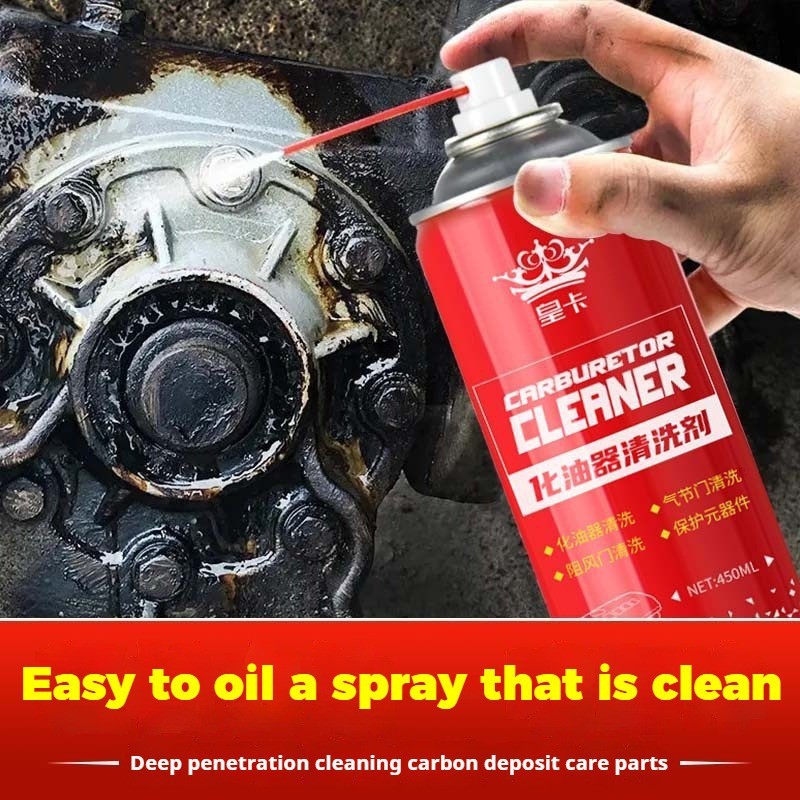 皇卡
CARBURETOR
CLEANER
化油器清洗剂
化油器清洗
气节门清洗
阻风门清洗
保护元器件
NET:450ML
Easy to oil a spray that is clean
Deep penetration cleaning carbon deposit care parts